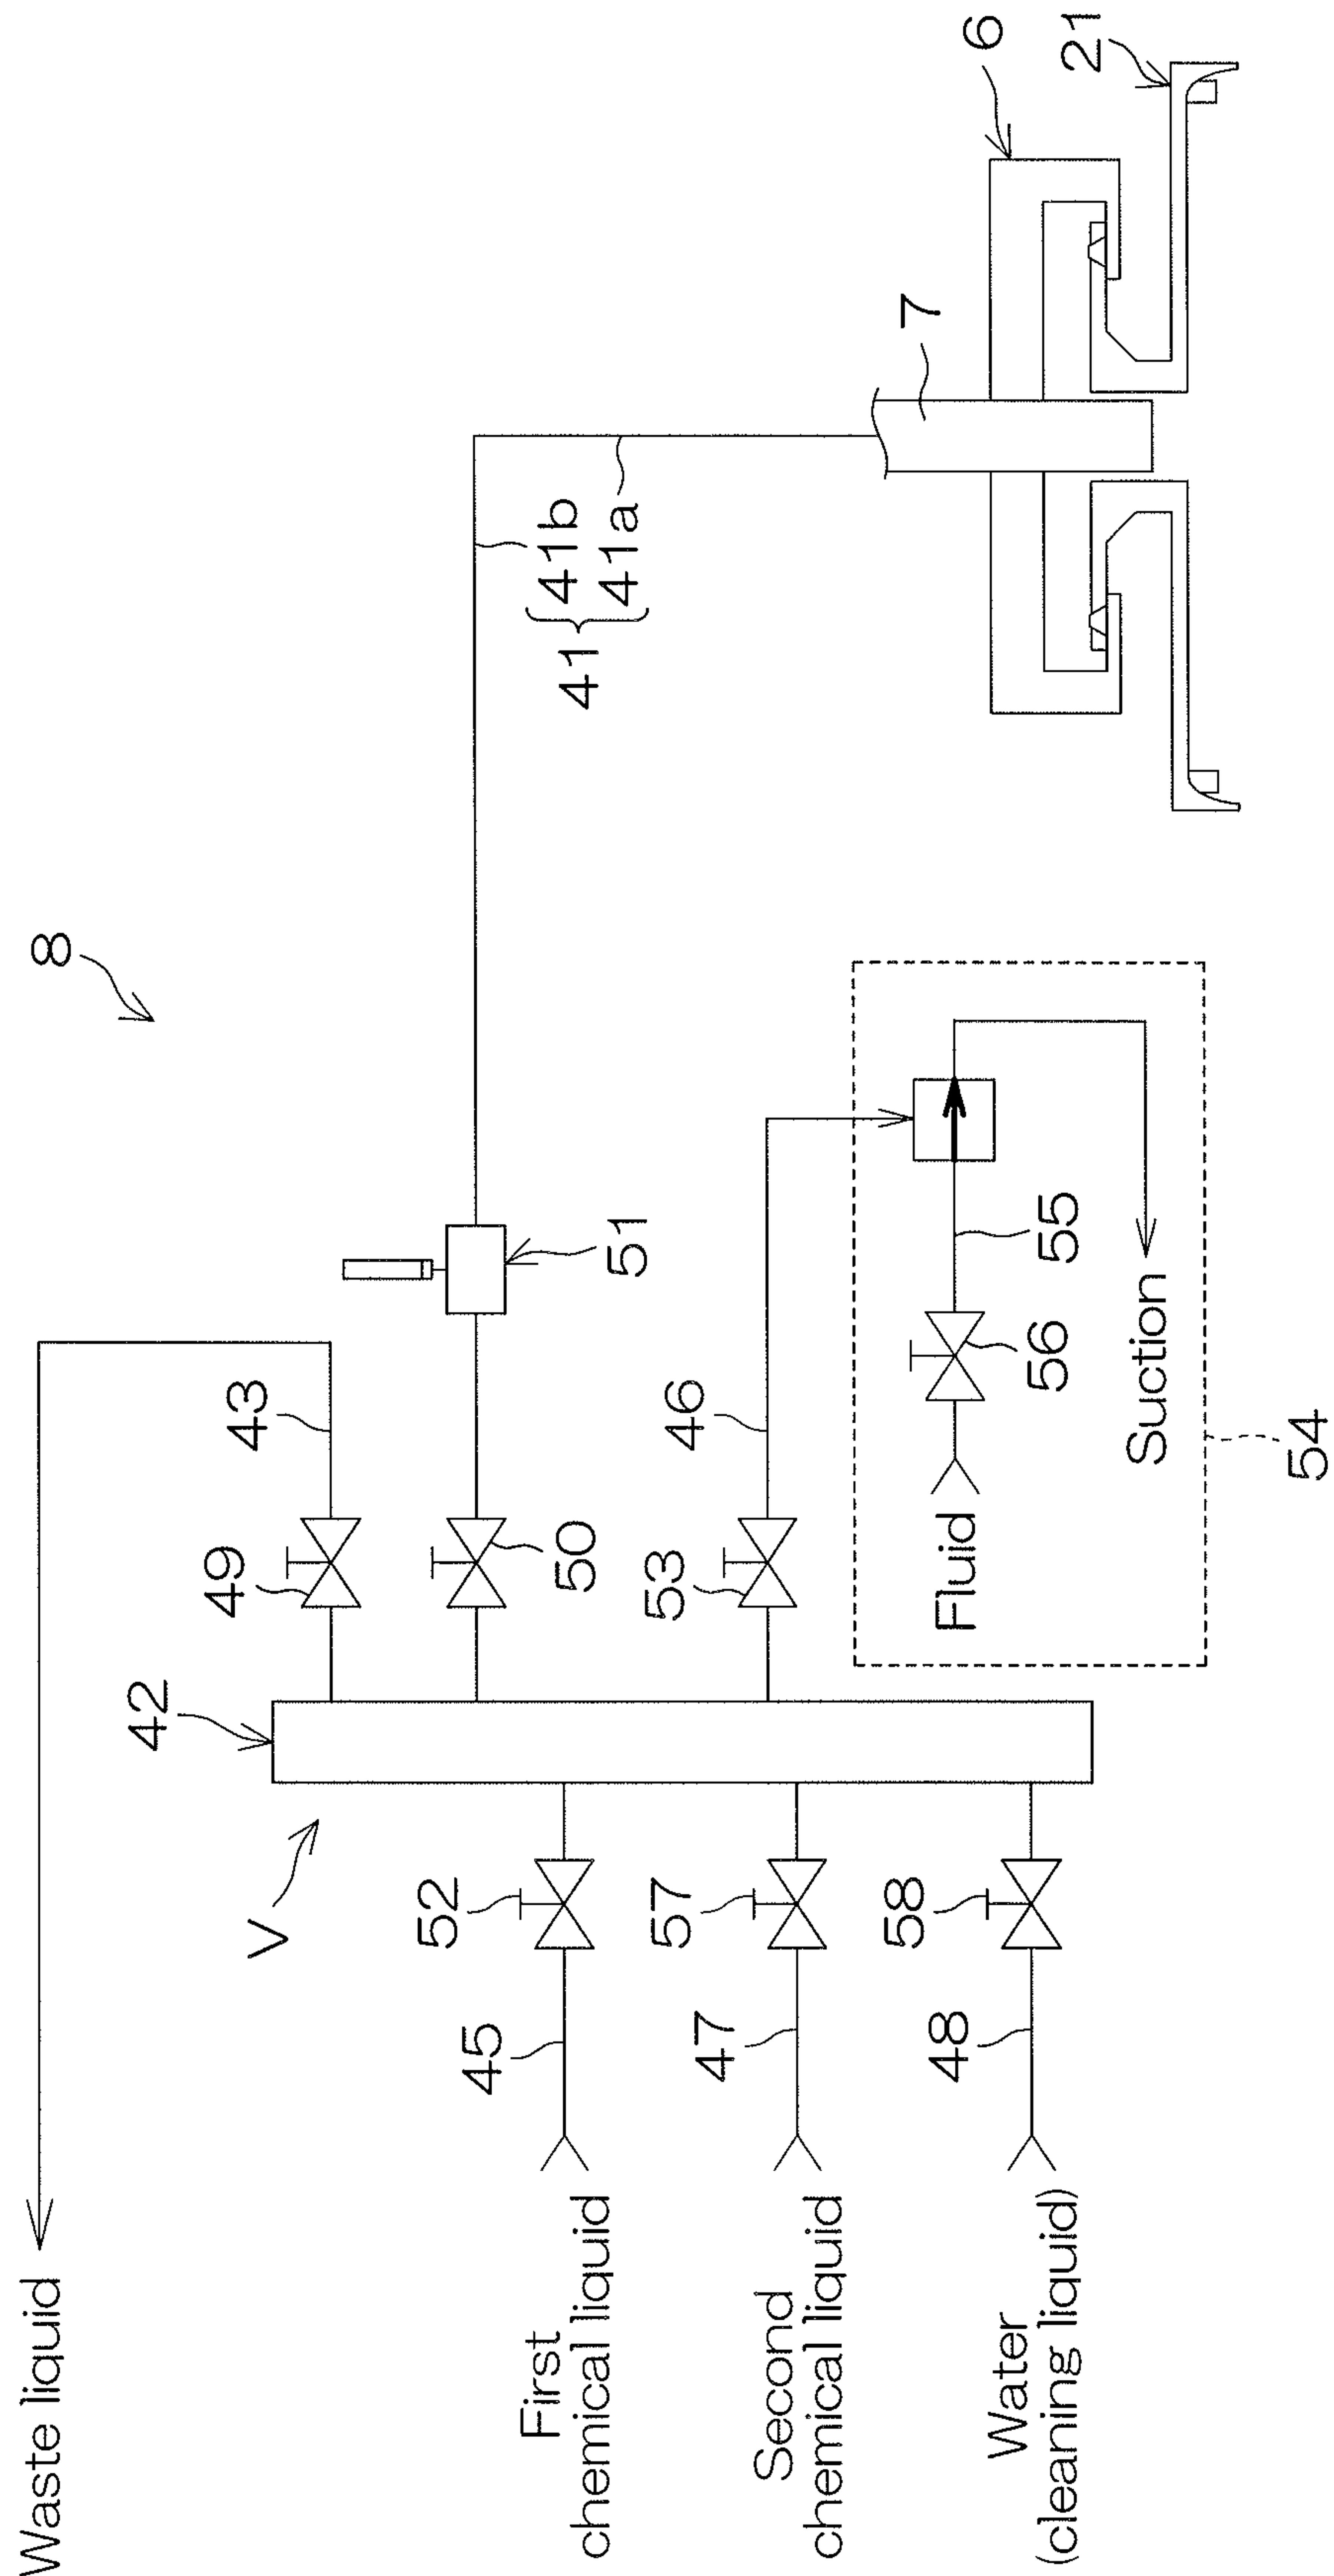 8
Waste liquid
43
49
42
V
51
50
41
41b
41a
7
6
21
46
53
52
45
First
chemical liquid
57
47
Second
chemical liquid
58
48
Water
(cleaning liquid)
Fluid
56
55
Suction
54